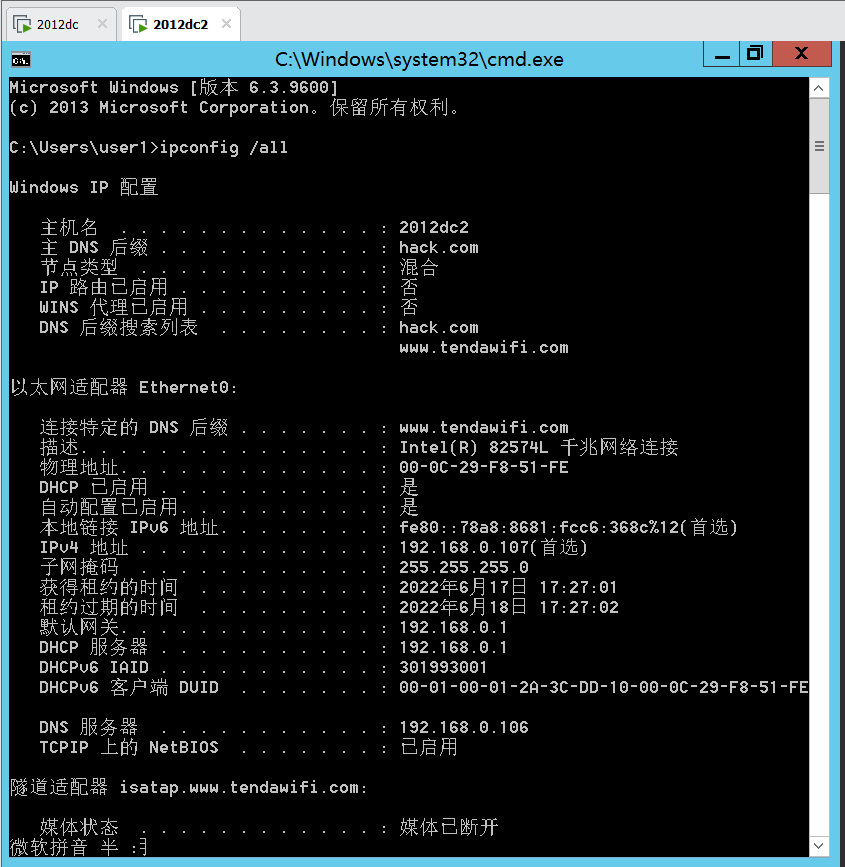 2012dc
2012dc2
C:\Windows\system32\cmd.exe
Microsoft Windows [版本 6.3.9600]
(c) 2013 Microsoft Corporation。保留所有权利。
C:\Users\user1>ipconfig /all
Windows IP 配置
主机名 . . . . . . . . . . . . . : 2012dc2
主 DNS 后缀 . . . . . . . . . . . : hack.com
节点类型 . . . . . . . . . . . . : 混合
IP 路由已启用 . . . . . . . . . . : 否
WINS 代理已启用 . . . . . . . . . : 否
DNS 后缀搜索列表 . . . . . . . . : hack.com
www.tendawifi.com
以太网适配器 Ethernet0:
连接特定的 DNS 后缀 . . . . . . . : www.tendawifi.com
描述. . . . . . . . . . . . . . . : Intel(R) 82574L 千兆网络连接
物理地址. . . . . . . . . . . . . : 00-0C-29-F8-51-FE
DHCP 已启用 . . . . . . . . . . . : 是
自动配置已启用. . . . . . . . . . : 是
本地链接 IPv6 地址. . . . . . . . : fe80::78a8:8681:fcc6:368c%12(首选)
IPv4 地址 . . . . . . . . . . . . : 192.168.0.107(首选)
子网掩码 . . . . . . . . . . . . : 255.255.255.0
获得租约的时间 . . . . . . . . . : 2022年6月17日 17:27:01
租约过期的时间 . . . . . . . . . : 2022年6月18日 17:27:02
默认网关. . . . . . . . . . . . . : 192.168.0.1
DHCP 服务器 . . . . . . . . . . . : 192.168.0.1
DHCPv6 IAID . . . . . . . . . . . : 301993001
DHCPv6 客户端 DUID . . . . . . . : 00-01-00-01-2A-3C-DD-10-00-0C-29-F8-51-FE
DNS 服务器 . . . . . . . . . . . : 192.168.0.106
TCPIP 上的 NetBIOS . . . . . . . : 已启用
隧道适配器 isatap.www.tendawifi.com:
媒体状态 . . . . . . . . . . . . : 媒体已断开
微软拼音 半 :